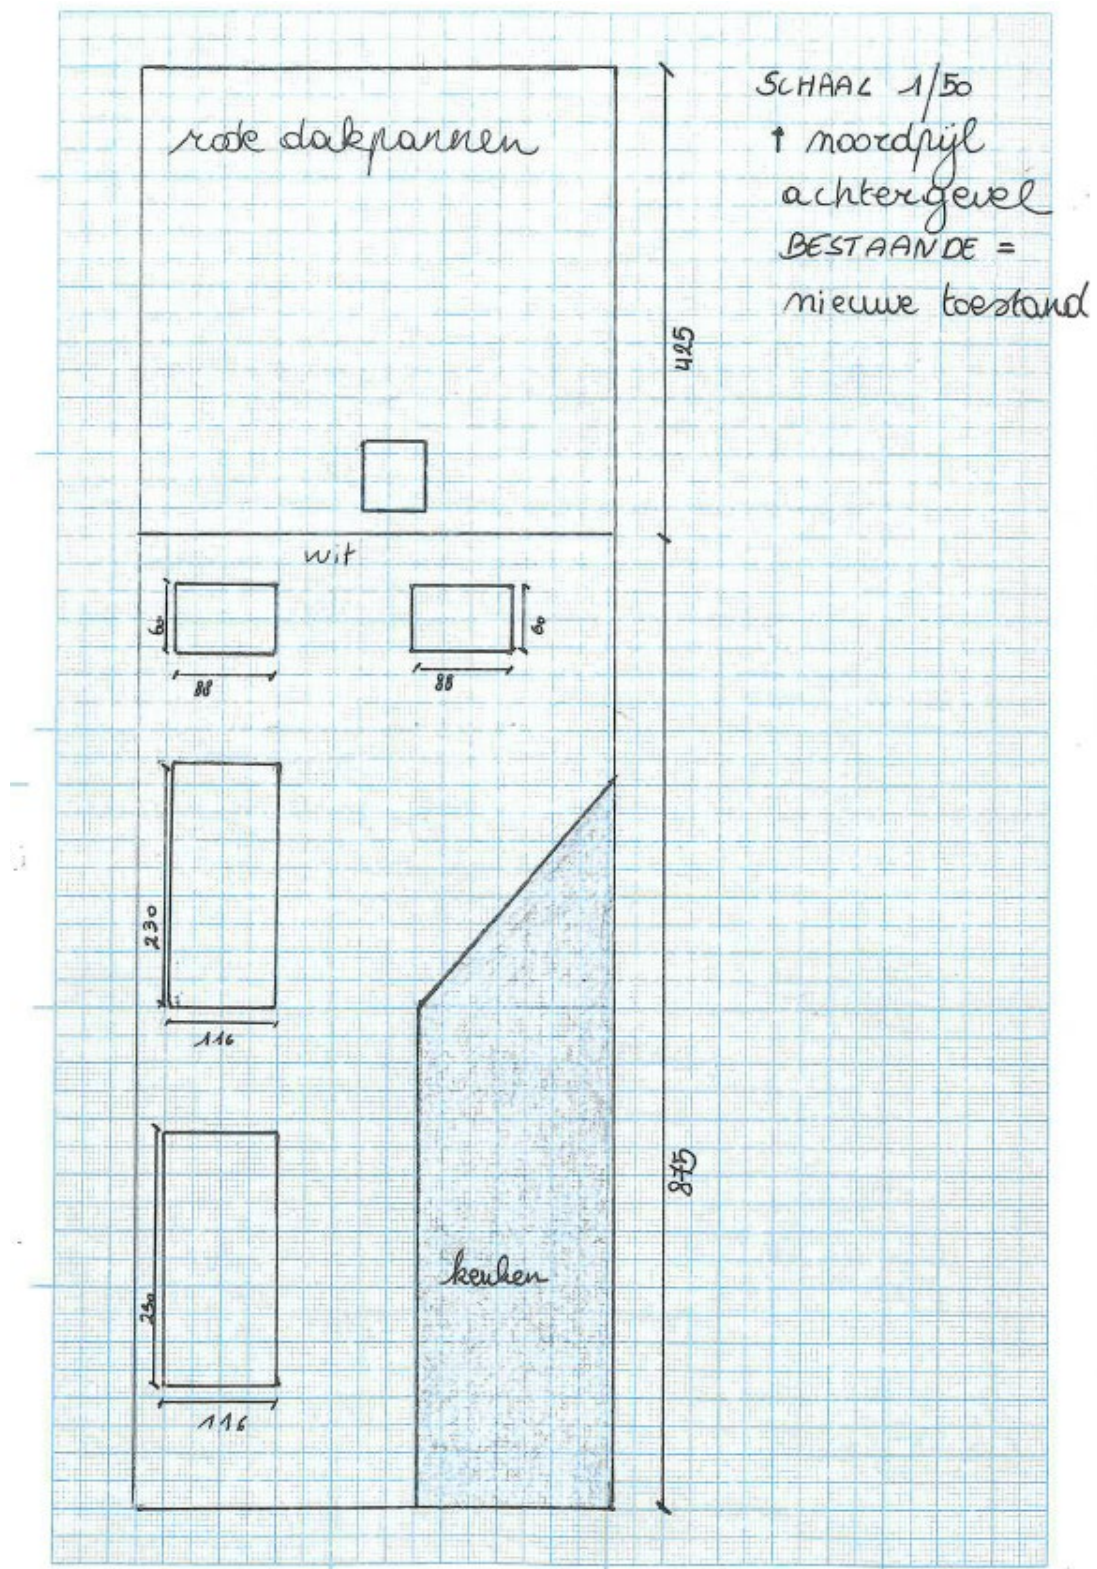 SCHAAL 1/50
↑ noordpijl
achtergevel
BESTAANDE =
nieuwe toestand
rode dakpannen
425
wit
60
88
60
88
230
116
875
keuken
230
116